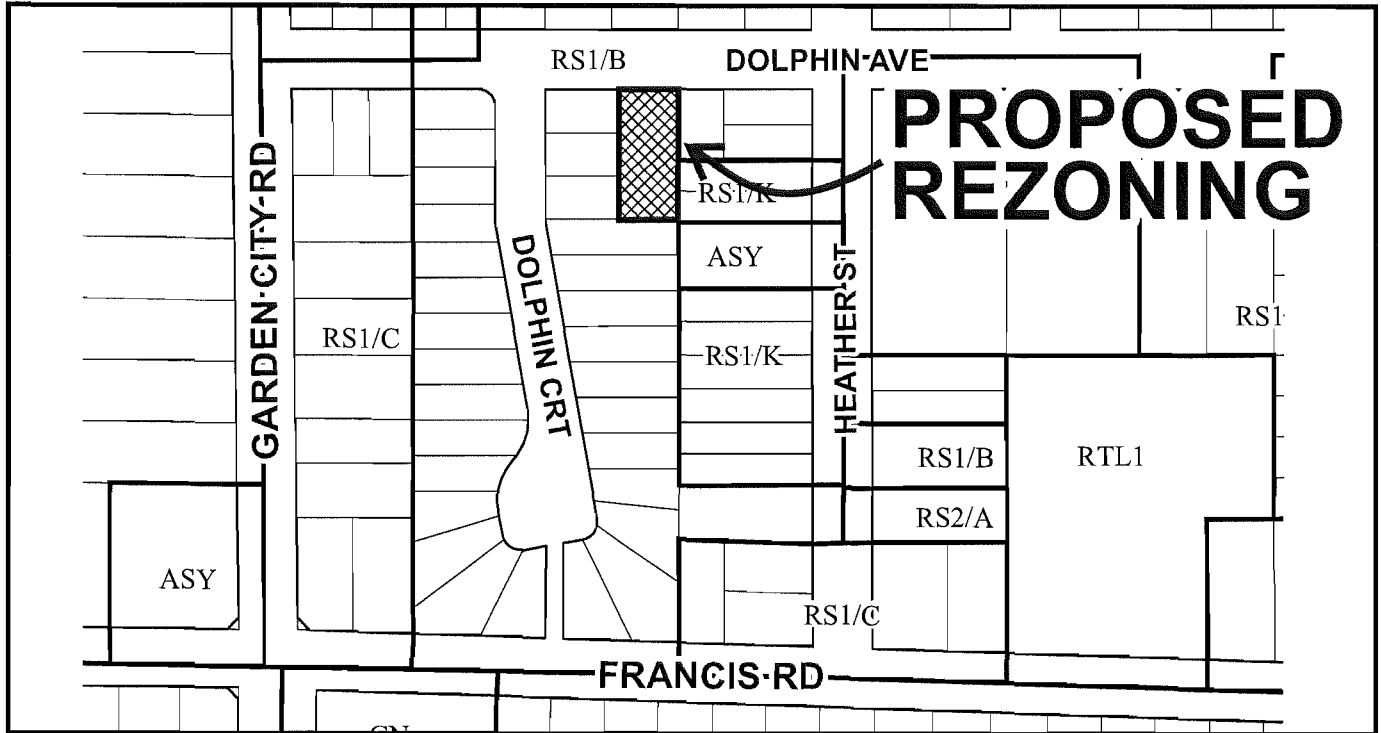 RS1/B
DOLPHIN AVE
PROPOSED
REZONING
RS1/K
ASY
GARDEN CITY RD
DOLPHIN CRT
HEATHER ST
RS1
RS1/C
RS1/K
RS1/B
RTL1
RS2/A
ASY
RS1/C
FRANCIS RD